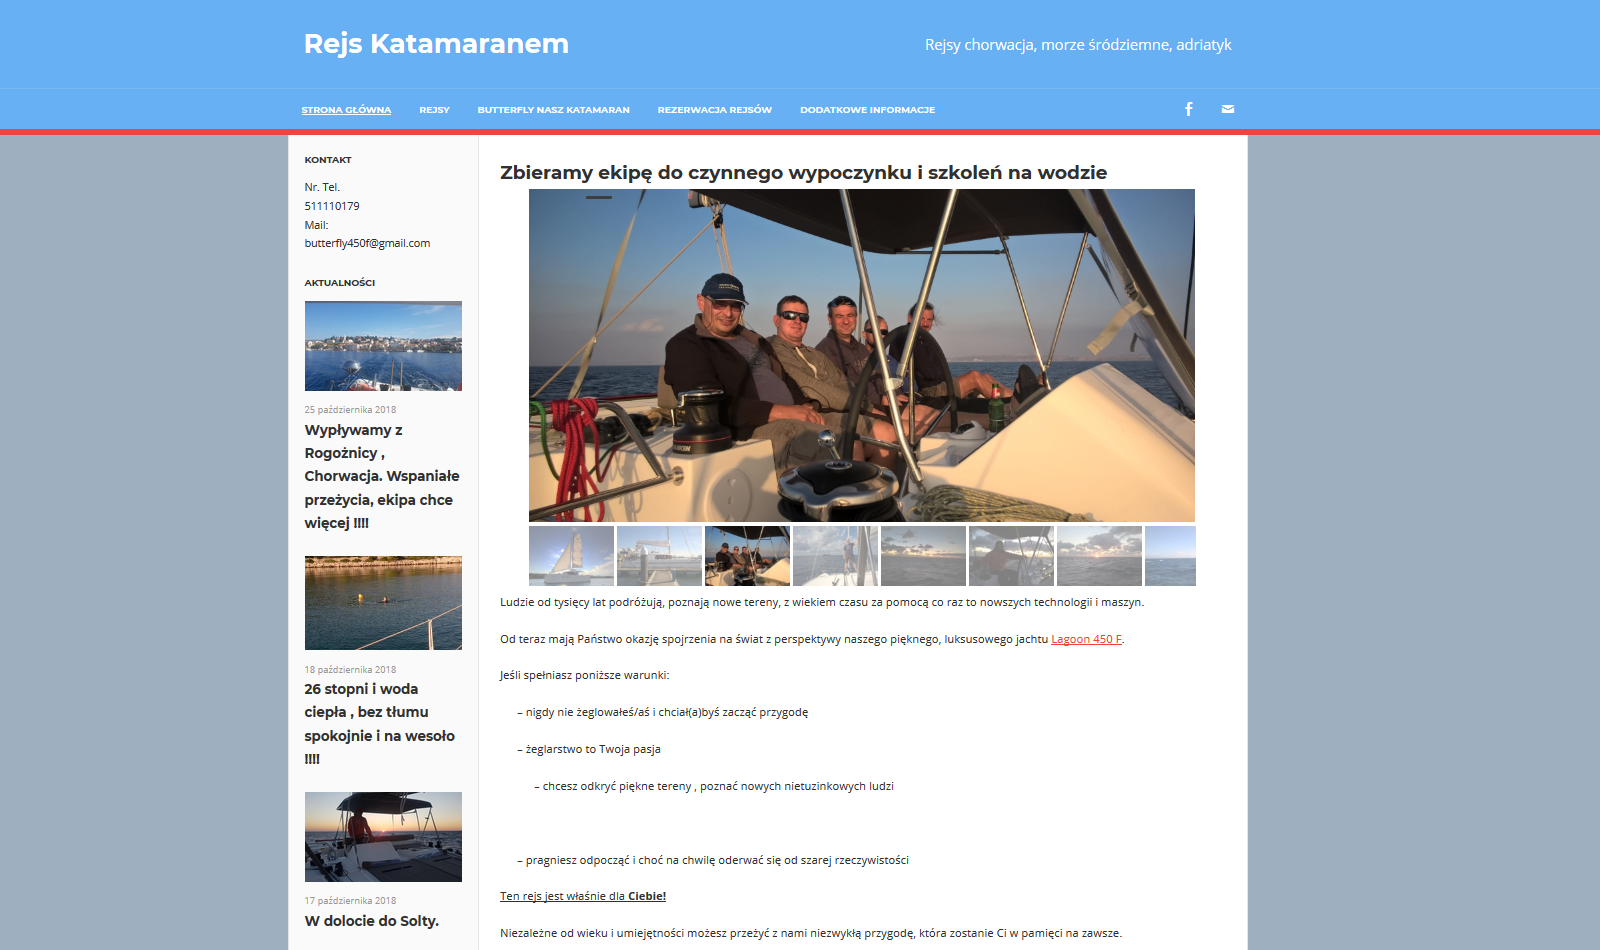 Rejs Katamaranem
Rejsy chorwacja, morze śródziemne, adriatyk
STRONA GŁÓWNA
REJSY
BUTTERFLY NASZ KATAMARAN
REZERWACJA REJSÓW
DODATKOWE INFORMACJE
KONTAKT
Nr. Tel.
511110179
Mail:
butterfly450f@gmail.com
AKTUALNOŚCI
25 października 2018
Wypływamy z
Rogożnicy ,
Chorwacja. Wspaniałe
przeżycia, ekipa chce
więcej !!!!
18 października 2018
26 stopni i woda
ciepła , bez tłumu
spokojnie i na wesoło
!!!!
17 października 2018
W dolocie do Solty.
Zbieramy ekipę do czynnego wypoczynku i szkoleń na wodzie
Ludzie od tysięcy lat podróżują, poznają nowe tereny, z wiekiem czasu za pomocą co raz to nowszych technologii i maszyn.
Od teraz mają Państwo okazję spojrzenia na świat z perspektywy naszego pięknego, luksusowego jachtu Lagoon 450 F.
Jeśli spełniasz poniższe warunki:
– nigdy nie żeglowałeś/aś i chciał(a)byś zacząć przygodę
– żeglarstwo to Twoja pasja
– chcesz odkryć piękne tereny , poznać nowych nietuzinkowych ludzi
– pragniesz odpocząć i choć na chwilę oderwać się od szarej rzeczywistości
Ten rejs jest właśnie dla Ciebie!
Niezależne od wieku i umiejętności możesz przeżyć z nami niezwykłą przygodę, która zostanie Ci w pamięci na zawsze.